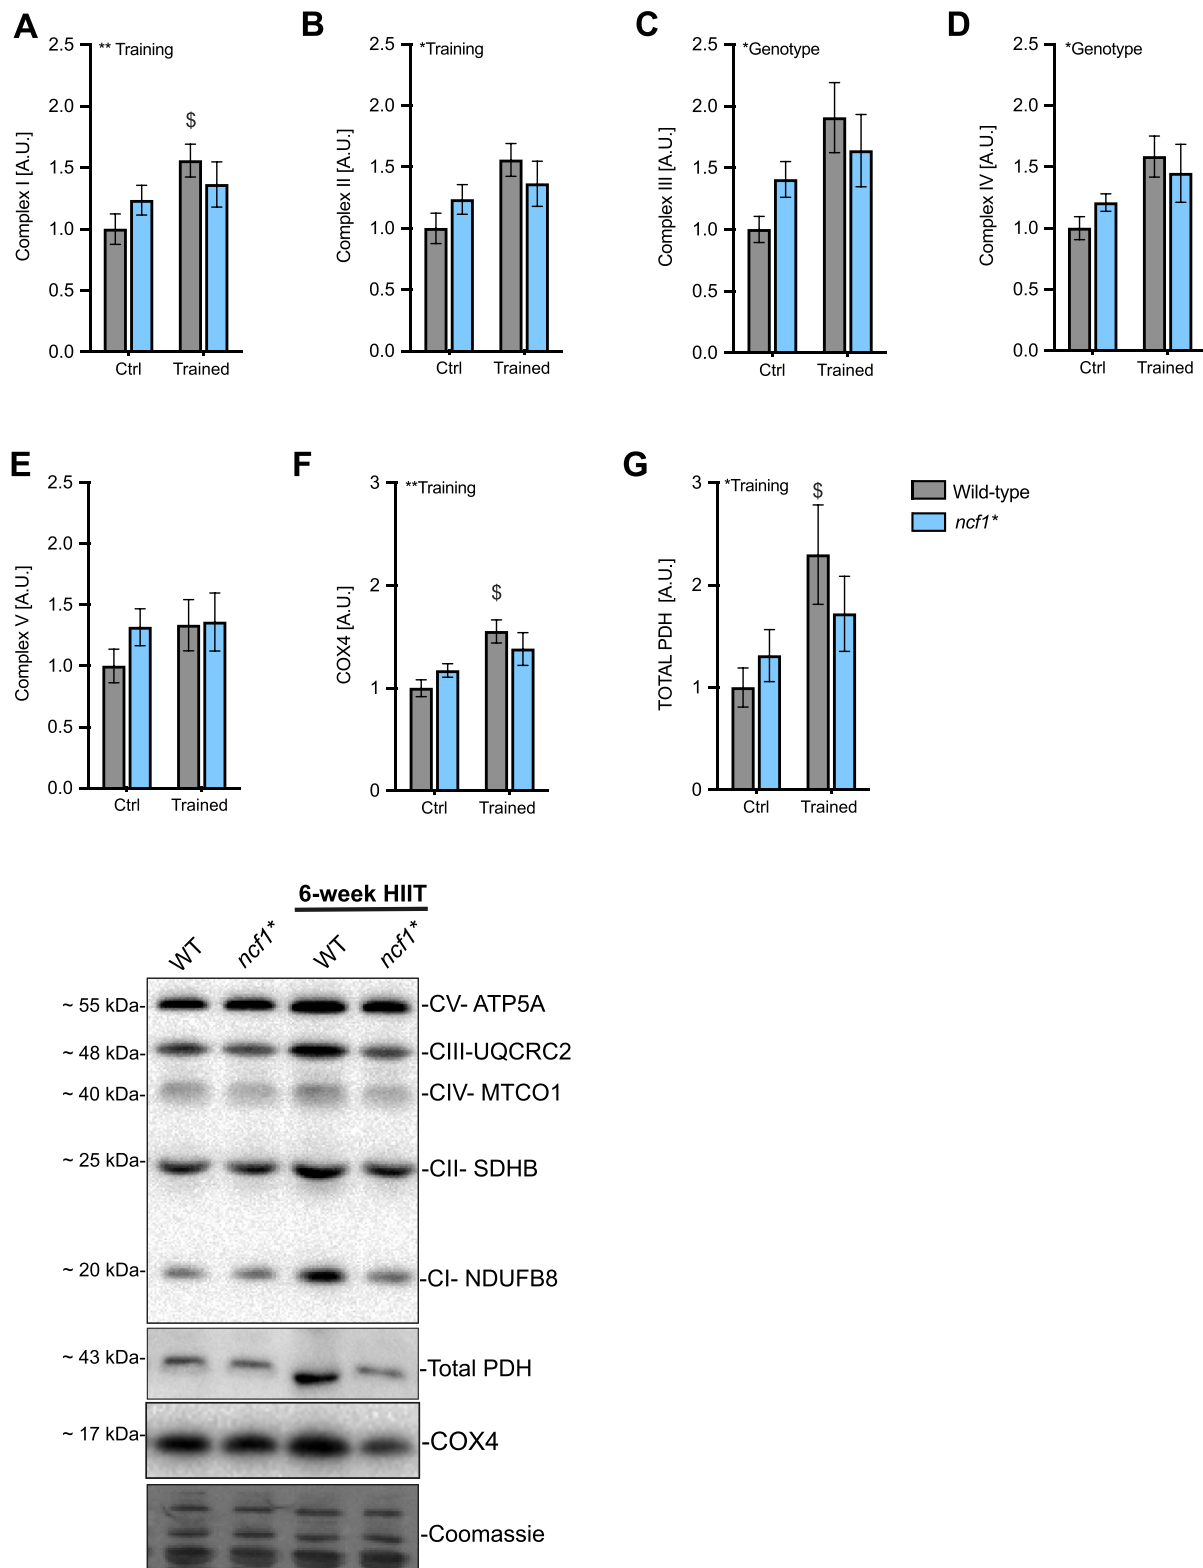 A
** Training
Complex I [A.U.]
2.5
2.0
1.5
1.0
0.5
0.0
$
Ctrl Trained
B
*Training
Complex II [A.U.]
2.5
2.0
1.5
1.0
0.5
0.0
Ctrl Trained
C
*Genotype
Complex III [A.U.]
2.5
2.0
1.5
1.0
0.5
0.0
Ctrl Trained
D
*Genotype
Complex IV [A.U.]
2.5
2.0
1.5
1.0
0.5
0.0
Ctrl Trained
E
Complex V [A.U.]
2.5
2.0
1.5
1.0
0.5
0.0
Ctrl Trained
F
**Training
COX4 [A.U.]
3
2
1
0
$
Ctrl Trained
G
*Training
TOTAL PDH [A.U.]
3
2
1
0
$
Ctrl Trained
Wild-type
ncf1*
6-week HIIT
WT ncf1* WT ncf1*
~ 55 kDa- -CV- ATP5A
~ 48 kDa- -CIII-UQCRC2
~ 40 kDa- -CIV- MTCO1
~ 25 kDa- -CII- SDHB
~ 20 kDa- -CI- NDUFB8
~ 43 kDa- -Total PDH
~ 17 kDa- -COX4
-Coomassie